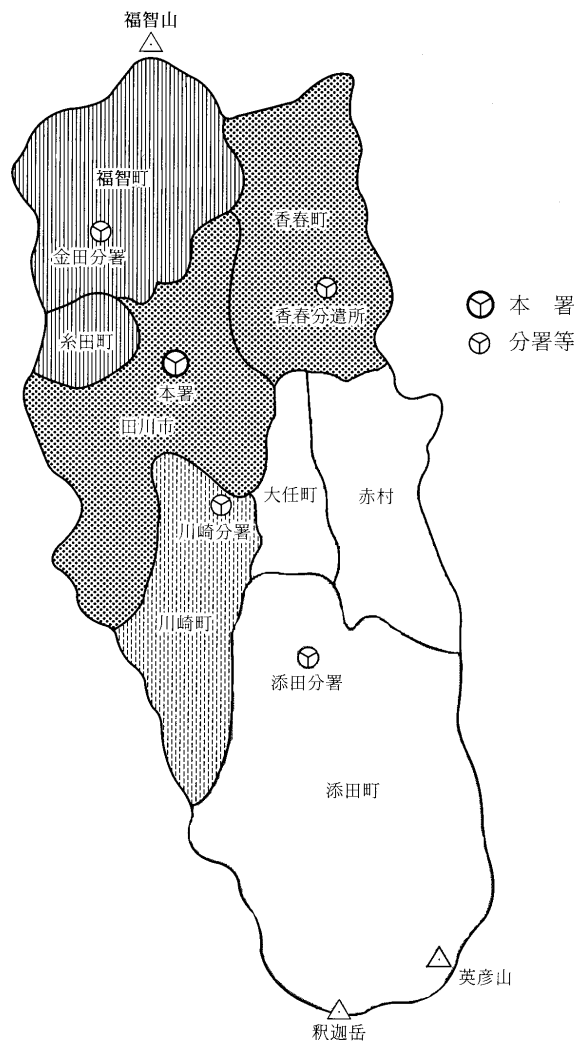 福智山
福智町
金田分署
香春町
香春分遣所
本署
分署等
糸田町
本署
田川市
大任町
赤村
川崎分署
川崎町
添田分署
添田町
英彦山
釈迦岳